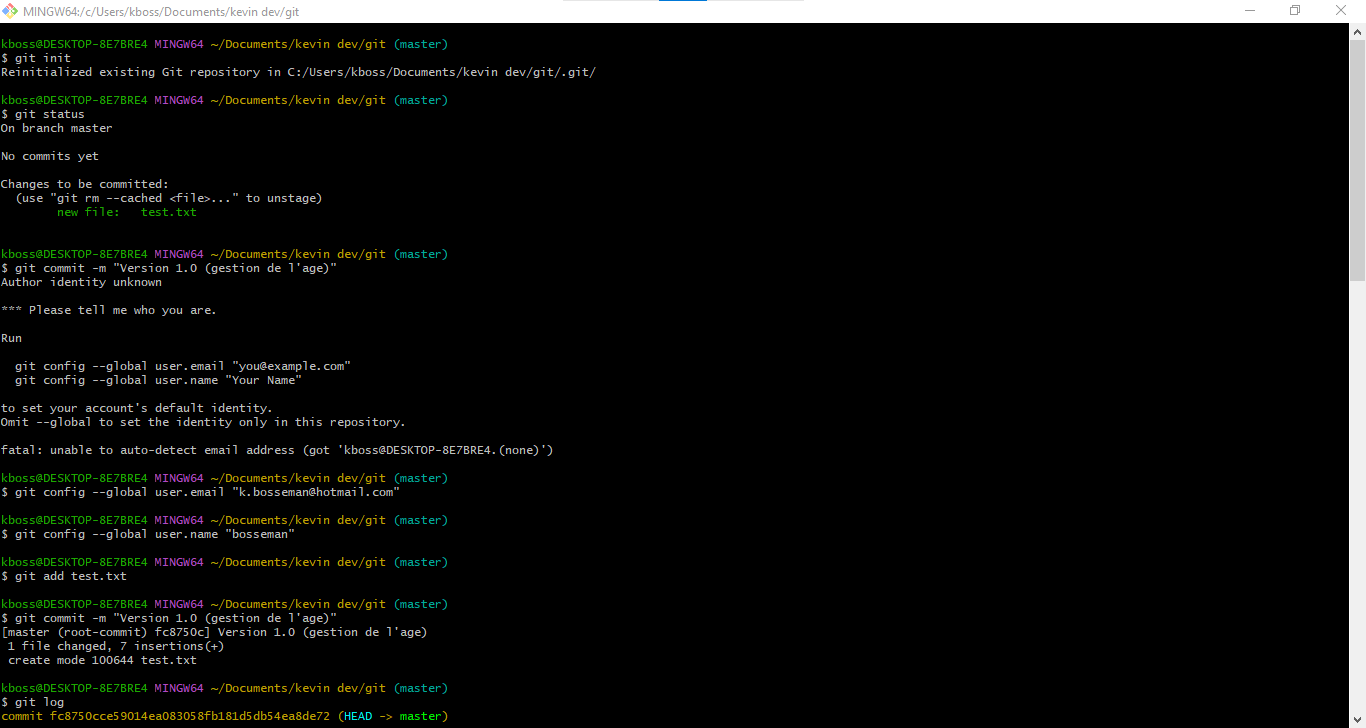 MINGW64:/c/Users/kboss/Documents/kevin dev/git
kboss@DESKTOP-8E7BRE4 MINGW64 ~/Documents/kevin dev/git (master)
$ git init
Reinitialized existing Git repository in C:/Users/kboss/Documents/kevin dev/git/.git/
kboss@DESKTOP-8E7BRE4 MINGW64 ~/Documents/kevin dev/git (master)
$ git status
On branch master
No commits yet
Changes to be committed:
  (use "git rm --cached <file>..." to unstage)
        new file:   test.txt
kboss@DESKTOP-8E7BRE4 MINGW64 ~/Documents/kevin dev/git (master)
$ git commit -m "Version 1.0 (gestion de l'age)"
Author identity unknown
*** Please tell me who you are.
Run
  git config --global user.email "you@example.com"
  git config --global user.name "Your Name"
to set your account's default identity.
Omit --global to set the identity only in this repository.
fatal: unable to auto-detect email address (got 'kboss@DESKTOP-8E7BRE4.(none)')
kboss@DESKTOP-8E7BRE4 MINGW64 ~/Documents/kevin dev/git (master)
$ git config --global user.email "k.bosseman@hotmail.com"
kboss@DESKTOP-8E7BRE4 MINGW64 ~/Documents/kevin dev/git (master)
$ git config --global user.name "bosseman"
kboss@DESKTOP-8E7BRE4 MINGW64 ~/Documents/kevin dev/git (master)
$ git add test.txt
kboss@DESKTOP-8E7BRE4 MINGW64 ~/Documents/kevin dev/git (master)
$ git commit -m "Version 1.0 (gestion de l'age)"
[master (root-commit) fc8750c] Version 1.0 (gestion de l'age)
 1 file changed, 7 insertions(+)
 create mode 100644 test.txt
kboss@DESKTOP-8E7BRE4 MINGW64 ~/Documents/kevin dev/git (master)
$ git log
commit fc8750cce59014ea083058fb181d5db54ea8de72 (HEAD -> master)